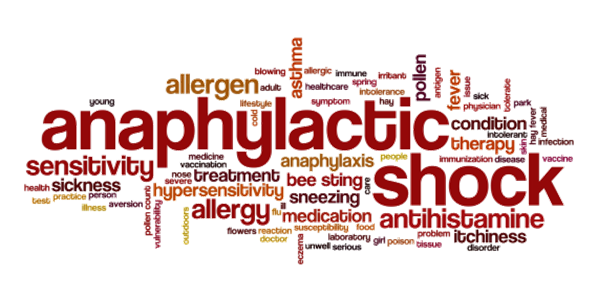 blowing
asthma
allergic
immune
irritant
pollen
antigen
fever
issue
sick
tolerate
allergen
adult
healthcare
spring
intolerance
physician
park
young
lifestyle
cold
symptom
hay
condition
intolerant
hay fever
medical
anaphylactic
therapy
skin
infection
medicine
vaccination
anaphylaxis
people
immunization
disease
vaccine
sensitivity
nose
treatment
bee sting
care
shock
health
sickness
severe
hypersensitivity
sneezing
test
practice
person
illness
aversion
pollen count
vulnerability
outdoors
allergy
flu
ill
medication
antihistamine
flowers
reaction
susceptibility
food
problem
itchiness
doctor
eczema
laboratory
unwell
serious
girl
poison
tissue
disorder